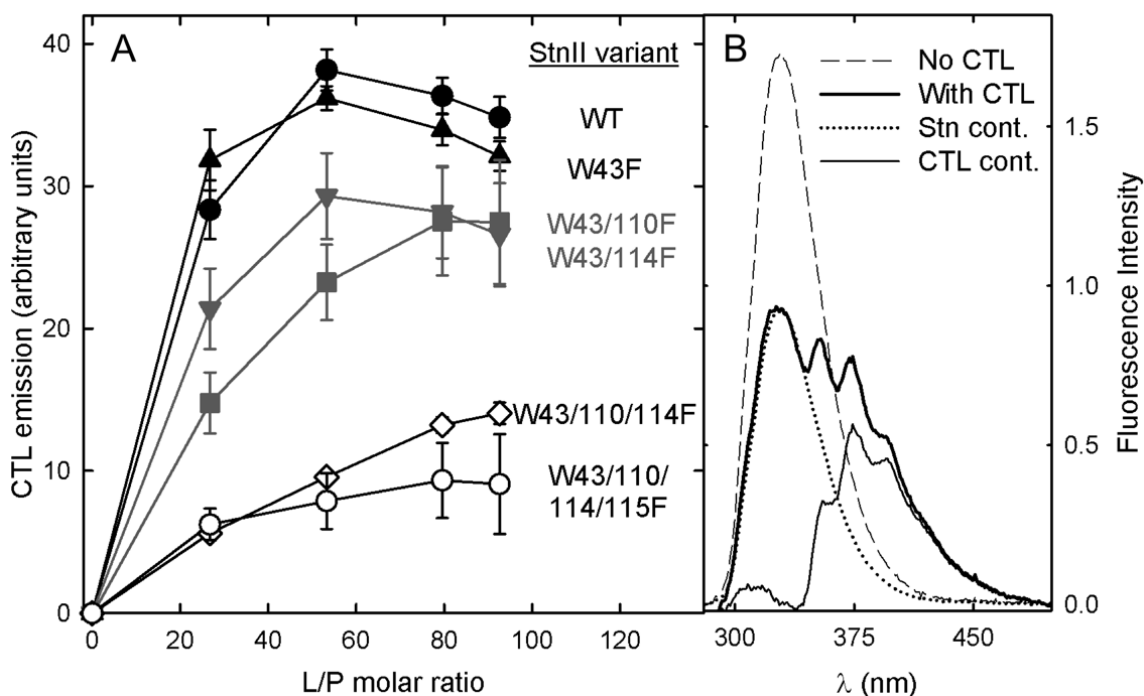 A
StnII variant
WT
W43F
W43/110F
W43/114F
W43/110/114F
W43/110/
114/115F
CTL emission (arbitrary units)
40
30
20
10
0
0 20 40 60 80 100 120
L/P molar ratio
B
No CTL
With CTL
Stn cont.
CTL cont.
1.5
1.0
0.5
0.0
Fluorescence Intensity
300 375 450
λ (nm)